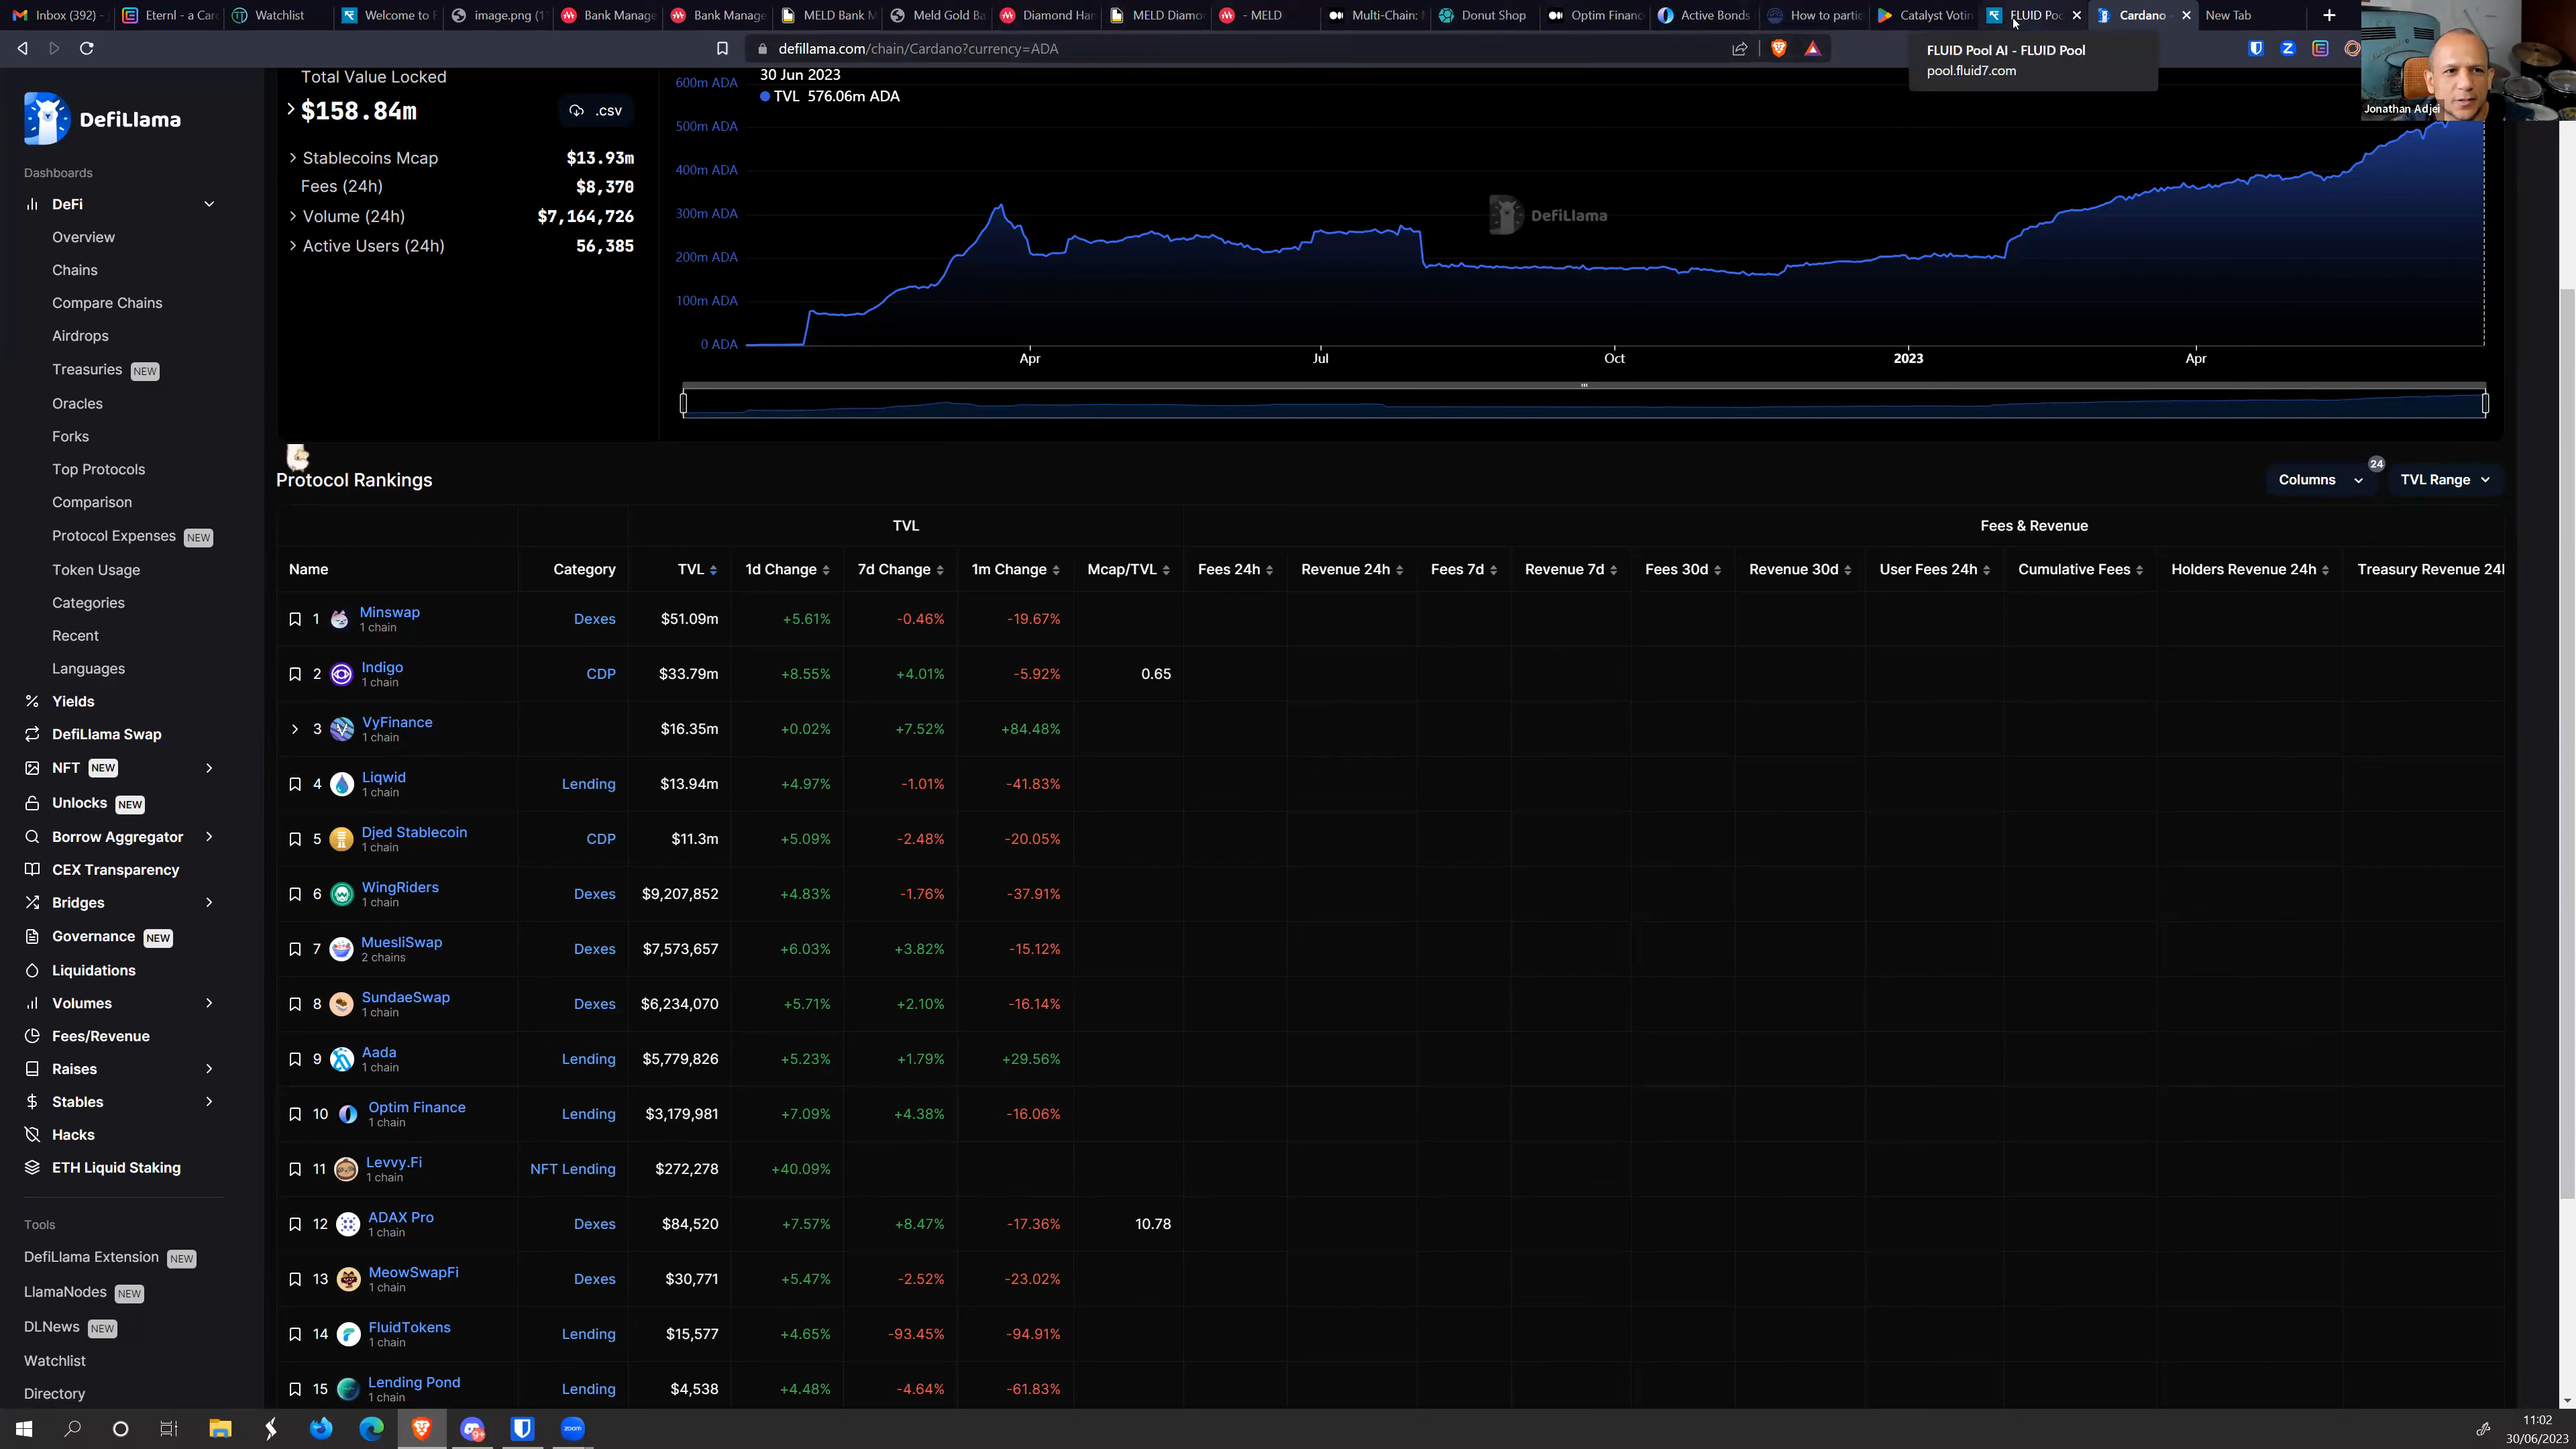 Inbox (392) -
Eternl - a Car
Watchlist
Welcome to F
image.png (1
Bank Manage
Bank Manage
MELD Bank M
Meld Gold Ba
Diamond Han
MELD Diamo
- MELD
Multi-Chain:
Donut Shop
Optim Financ
Active Bonds
How to partic
Catalyst Votin
FLUID Poo
Cardano
New Tab
defillama.com/chain/Cardano?currency=ADA
FLUID Pool AI - FLUID Pool
pool.fluid7.com
Jonathan Adjei
DefiLlama
Dashboards
DeFi
Overview
Chains
Compare Chains
Airdrops
Treasuries NEW
Oracles
Forks
Top Protocols
Comparison
Protocol Expenses NEW
Token Usage
Categories
Recent
Languages
Yields
DefiLlama Swap
NFT NEW
Unlocks NEW
Borrow Aggregator
CEX Transparency
Bridges
Governance NEW
Liquidations
Volumes
Fees/Revenue
Raises
Stables
Hacks
ETH Liquid Staking
Tools
DefiLlama Extension NEW
LlamaNodes NEW
DLNews NEW
Watchlist
Directory
Total Value Locked
$158.84m
.csv
Stablecoins Mcap $13.93m
Fees (24h) $8,370
Volume (24h) $7,164,726
Active Users (24h) 56,385
30 Jun 2023
TVL 576.06m ADA
600m ADA
500m ADA
400m ADA
300m ADA
200m ADA
100m ADA
0 ADA
DefiLlama
Apr Jul Oct 2023 Apr
Protocol Rankings
24
Columns
TVL Range
TVL Fees & Revenue
Name Category TVL 1d Change 7d Change 1m Change Mcap/TVL Fees 24h Revenue 24h Fees 7d Revenue 7d Fees 30d Revenue 30d User Fees 24h Cumulative Fees Holders Revenue 24h Treasury Revenue 24h
1 Minswap Dexes $51.09m +5.61% -0.46% -19.67%
1 chain
2 Indigo CDP $33.79m +8.55% +4.01% -5.92% 0.65
1 chain
3 VyFinance $16.35m +0.02% +7.52% +84.48%
1 chain
4 Liqwid Lending $13.94m +4.97% -1.01% -41.83%
1 chain
5 Djed Stablecoin CDP $11.3m +5.09% -2.48% -20.05%
1 chain
6 WingRiders Dexes $9,207,852 +4.83% -1.76% -37.91%
1 chain
7 MuesliSwap Dexes $7,573,657 +6.03% +3.82% -15.12%
2 chains
8 SundaeSwap Dexes $6,234,070 +5.71% +2.10% -16.14%
1 chain
9 Aada Lending $5,779,826 +5.23% +1.79% +29.56%
1 chain
10 Optim Finance Lending $3,179,981 +7.09% +4.38% -16.06%
1 chain
11 Levvy.Fi NFT Lending $272,278 +40.09%
1 chain
12 ADAX Pro Dexes $84,520 +7.57% +8.47% -17.36% 10.78
1 chain
13 MeowSwapFi Dexes $30,771 +5.47% -2.52% -23.02%
1 chain
14 FluidTokens Lending $15,577 +4.65% -93.45% -94.91%
1 chain
15 Lending Pond Lending $4,538 +4.48% -4.64% -61.83%
1 chain
zoom
11:02
30/06/2023